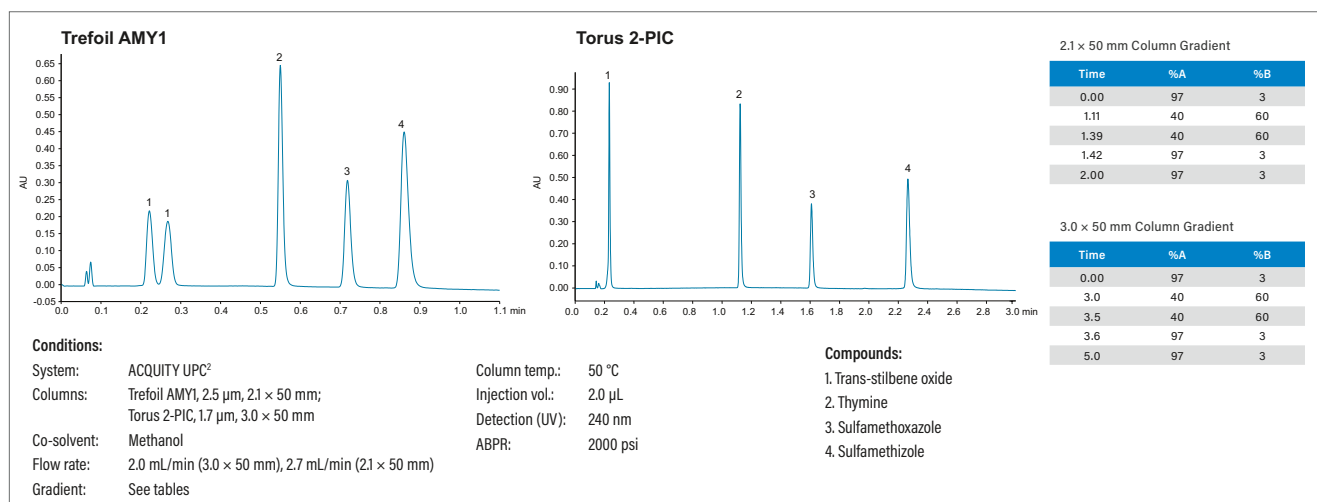 Trefoil AMY1
0.65
0.60
0.55
0.50
0.45
0.40
0.35
0.30
0.25
0.20
0.15
0.10
0.05
0.00
-0.05
AU
1
1
2
3
4
0.0 0.1 0.2 0.3 0.4 0.5 0.6 0.7 0.8 0.9 1.0 1.1 min
Torus 2-PIC
0.90
0.80
0.70
0.60
0.50
0.40
0.30
0.20
0.10
0.00
AU
1
2
3
4
0.0 0.2 0.4 0.6 0.8 1.0 1.2 1.4 1.6 1.8 2.0 2.2 2.4 2.6 2.8 3.0 min
2.1 × 50 mm Column Gradient
Time %A %B
0.00 97 3
1.11 40 60
1.39 40 60
1.42 97 3
2.00 97 3
3.0 × 50 mm Column Gradient
Time %A %B
0.00 97 3
3.0 40 60
3.5 40 60
3.6 97 3
5.0 97 3
Conditions:
System: ACQUITY UPC²
Columns: Trefoil AMY1, 2.5 µm, 2.1 × 50 mm;
Torus 2-PIC, 1.7 µm, 3.0 × 50 mm
Co-solvent: Methanol
Flow rate: 2.0 mL/min (3.0 × 50 mm), 2.7 mL/min (2.1 × 50 mm)
Gradient: See tables
Column temp.: 50 °C
Injection vol.: 2.0 µL
Detection (UV): 240 nm
ABPR: 2000 psi
Compounds:
1. Trans-stilbene oxide
2. Thymine
3. Sulfamethoxazole
4. Sulfamethizole